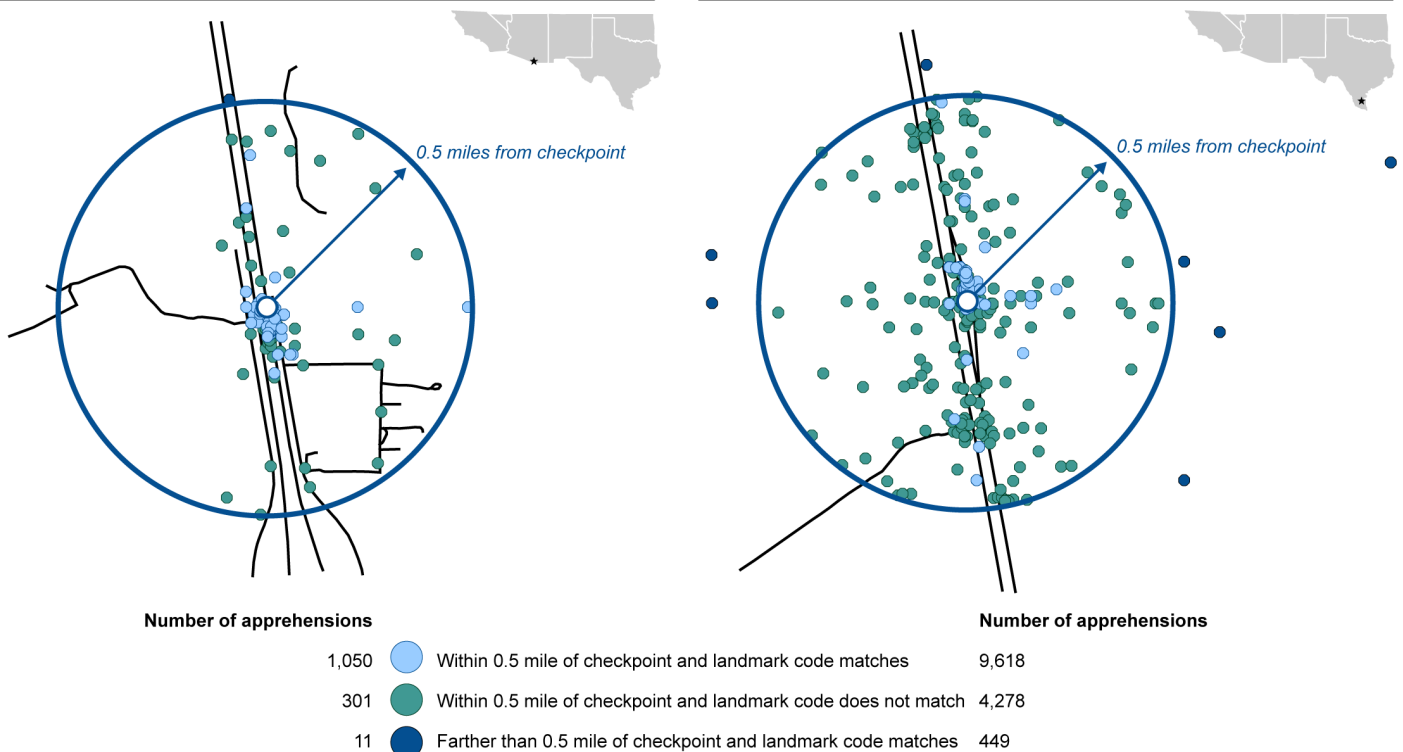 0.5 miles from checkpoint
0.5 miles from checkpoint
Number of apprehensions
Number of apprehensions
1,050 Within 0.5 mile of checkpoint and landmark code matches 9,618
301 Within 0.5 mile of checkpoint and landmark code does not match 4,278
11 Farther than 0.5 mile of checkpoint and landmark code matches 449